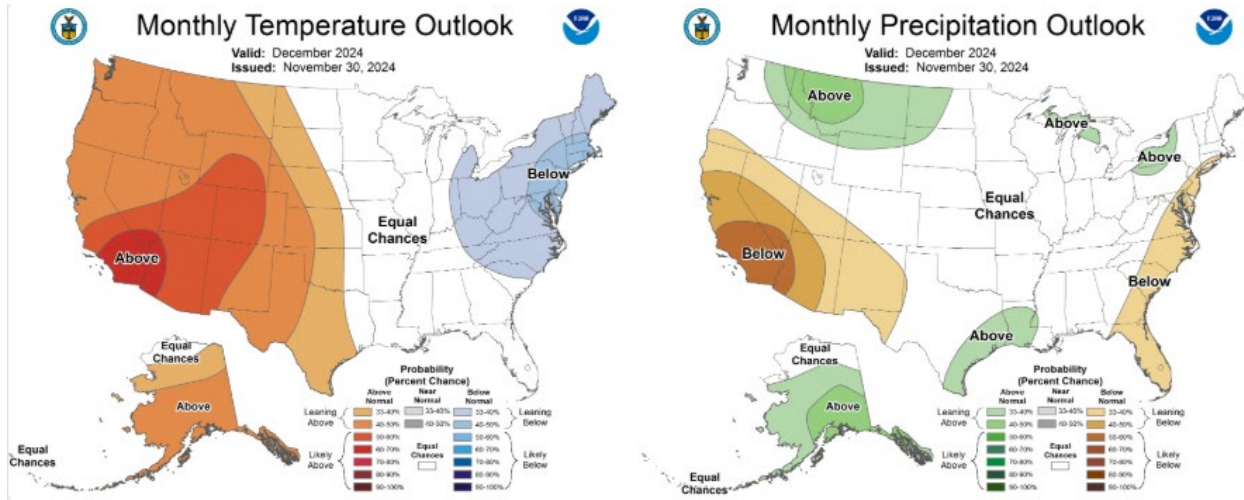 Monthly Temperature Outlook
Valid: December 2024
Issued: November 30, 2024
Above
Equal
Chances
Below
Equal
Chances
Above
Equal
Chances
Probability
(Percent Chance)
Above
Normal
Near
Normal
Below
Normal
Leaning
Above
33-40%
33-40%
33-40%
Leaning
Below
40-50%
40-50%
40-50%
Likely
Above
50-60%
50-60%
Likely
Below
60-70%
60-70%
70-80%
Equal
Chances
70-80%
80-90%
80-90%
90-100%
90-100%
Monthly Precipitation Outlook
Valid: December 2024
Issued: November 30, 2024
Above
Above
Above
Equal
Chances
Below
Below
Above
Equal
Chances
Above
Equal
Chances
Probability
(Percent Chance)
Above
Normal
Near
Normal
Below
Normal
Leaning
Above
33-40%
33-40%
33-40%
Leaning
Below
40-50%
40-50%
40-50%
Likely
Above
50-60%
50-60%
Likely
Below
60-70%
60-70%
70-80%
Equal
Chances
70-80%
80-90%
80-90%
90-100%
90-100%